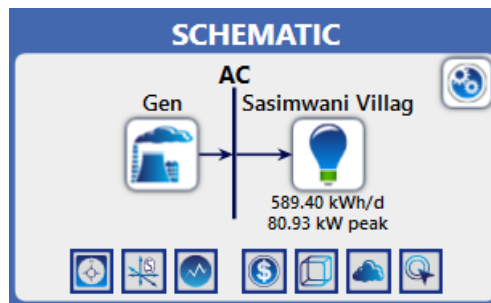 SCHEMATIC
AC
Gen
Sasimwani Villag
589.40 kWh/d
80.93 kW peak